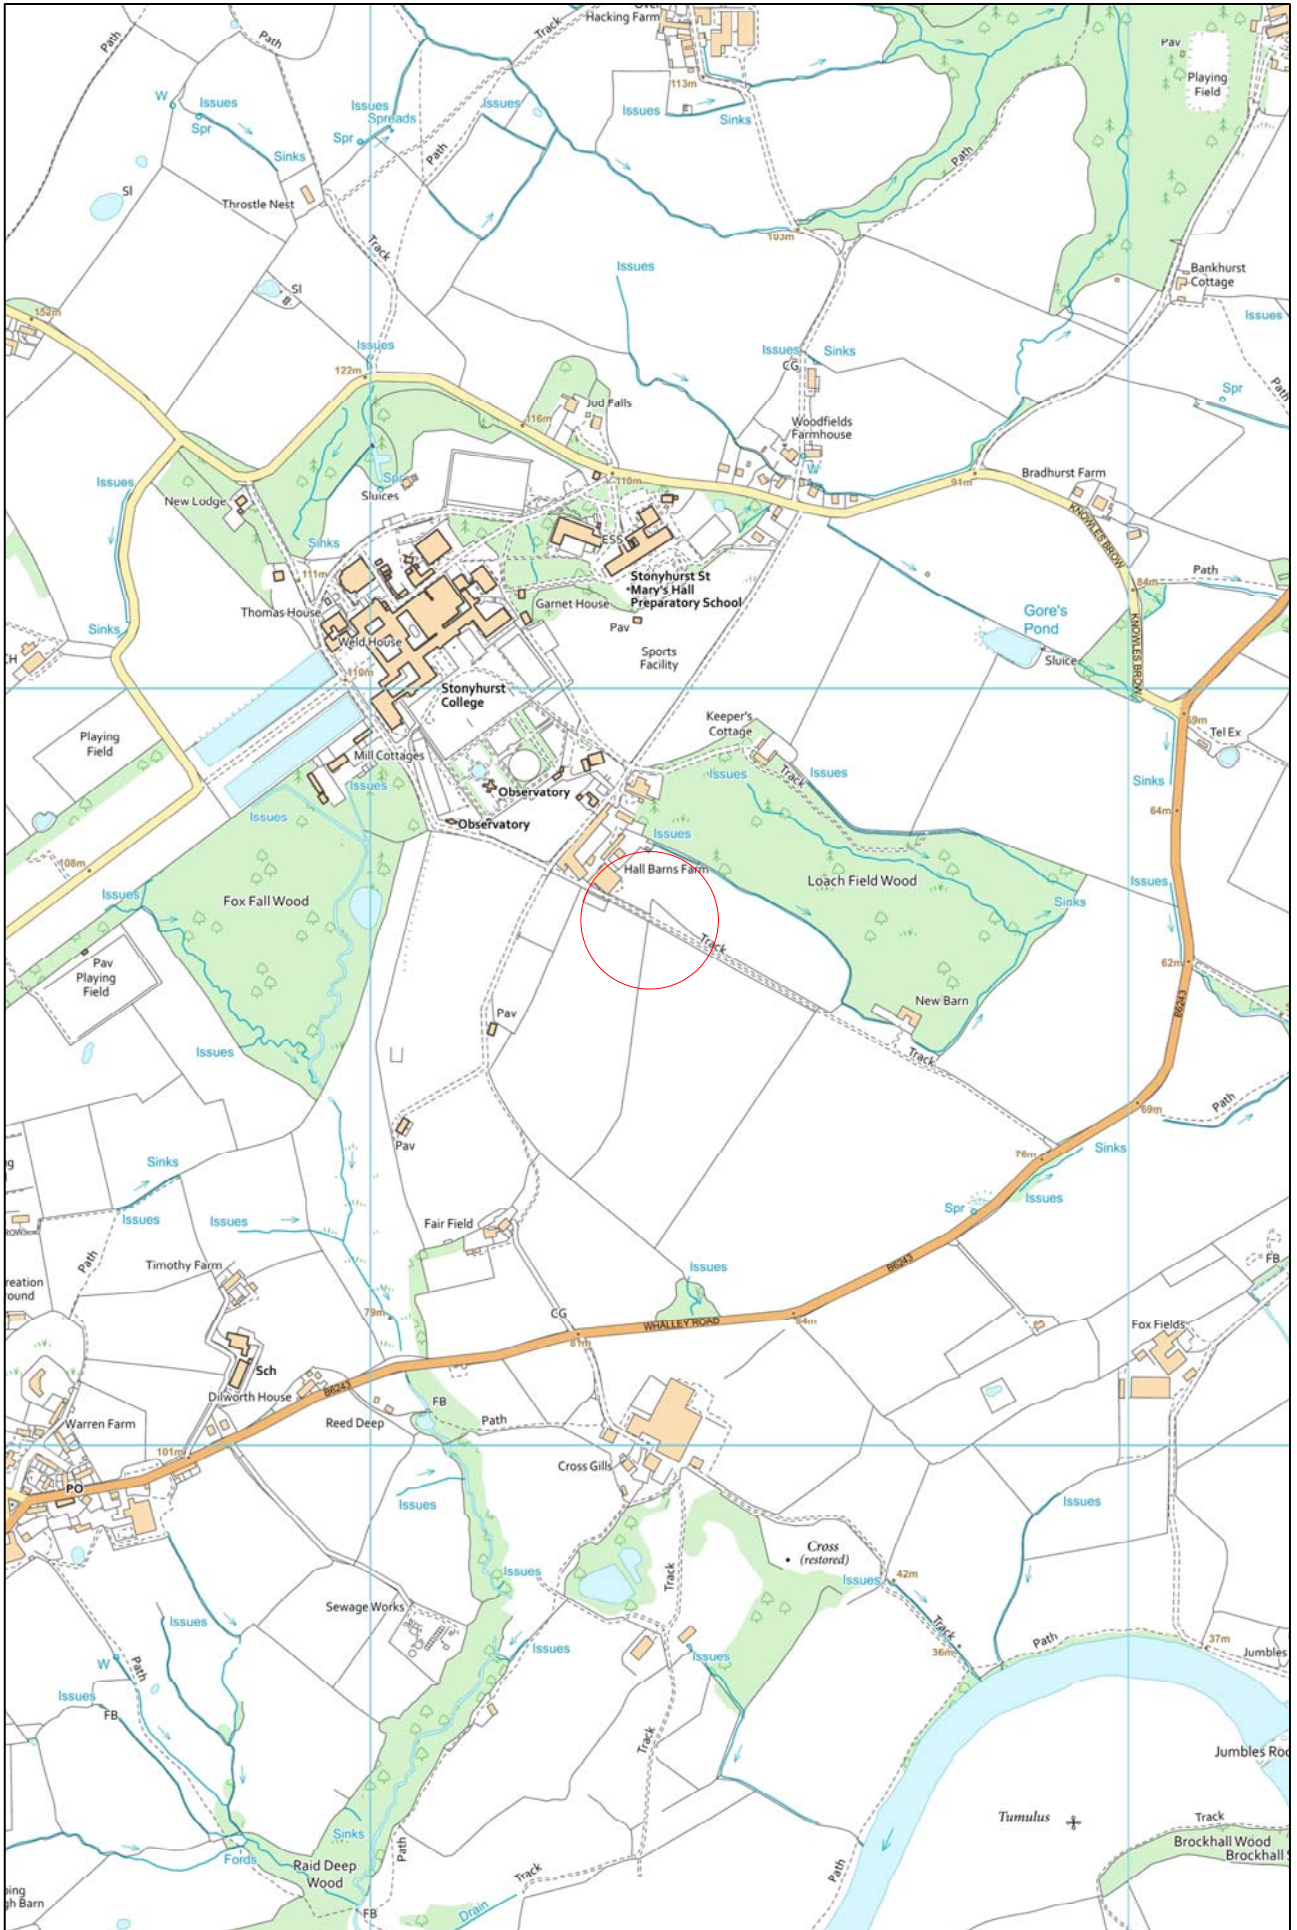 Hacking Farm
Track
Path
Path
Pav
Playing
Field
113m
W
Issues
Spr
Sinks
Issues
Spreads
Spr
Issues
Issues
Sinks
Path
Path
Sl
Throstle Nest
Track
103m
Issues
Bankhurst
Cottage
Sl
Issues
152m
Issues
122m
Issues
Sinks
CG
Spr
Path
Jud Falls
116m
Woodfields
Farmhouse
W
110m
91m
Bradhurst Farm
Issues
Spr
Sluices
New Lodge
KNOWLES BROW
ESS
Sinks
111m
Stonyhurst St
Mary's Hall
Preparatory School
84m
Path
Thomas House
Garnet House
Gore's
Pond
Sinks
Weld House
Pav
KNOWLES BROW
CH
Sports
Facility
Sluice
110m
Stonyhurst
College
Keeper's
Cottage
69m
Tel Ex
Playing
Field
Mill Cottages
Issues
Issues
Issues
Track
Sinks
Observatory
Issues
Observatory
64m
Issues
108m
Hall Barns Farm
Loach Field Wood
Issues
Issues
Fox Fall Wood
Sinks
Track
62m
Pav
Playing
Field
New Barn
B6243
Pav
Issues
Track
69m
Path
Pav
76m
Sinks
Sinks
Issues
Spr
Issues
Issues
Fair Field
Path
FB
Timothy Farm
Issues
B6243
79m
CG
WHALLEY ROAD
84m
Fox Fields
81m
Sch
Dilworth House
B6243
FB
Reed Deep
Path
Warren Farm
101m
Cross Gills
PO
Issues
Issues
Cross
(restored)
Issues
Issues
42m
Track
Sewage Works
Issues
Issues
Track
Path
37m
36m
Jumbles
W
Path
Issues
Issues
FB
Track
Jumbles
Tumulus
Track
Sinks
Brockhall Wood
Brockhall
Fords
Path
Raid Deep
Wood
Track
Path
Drain
FB